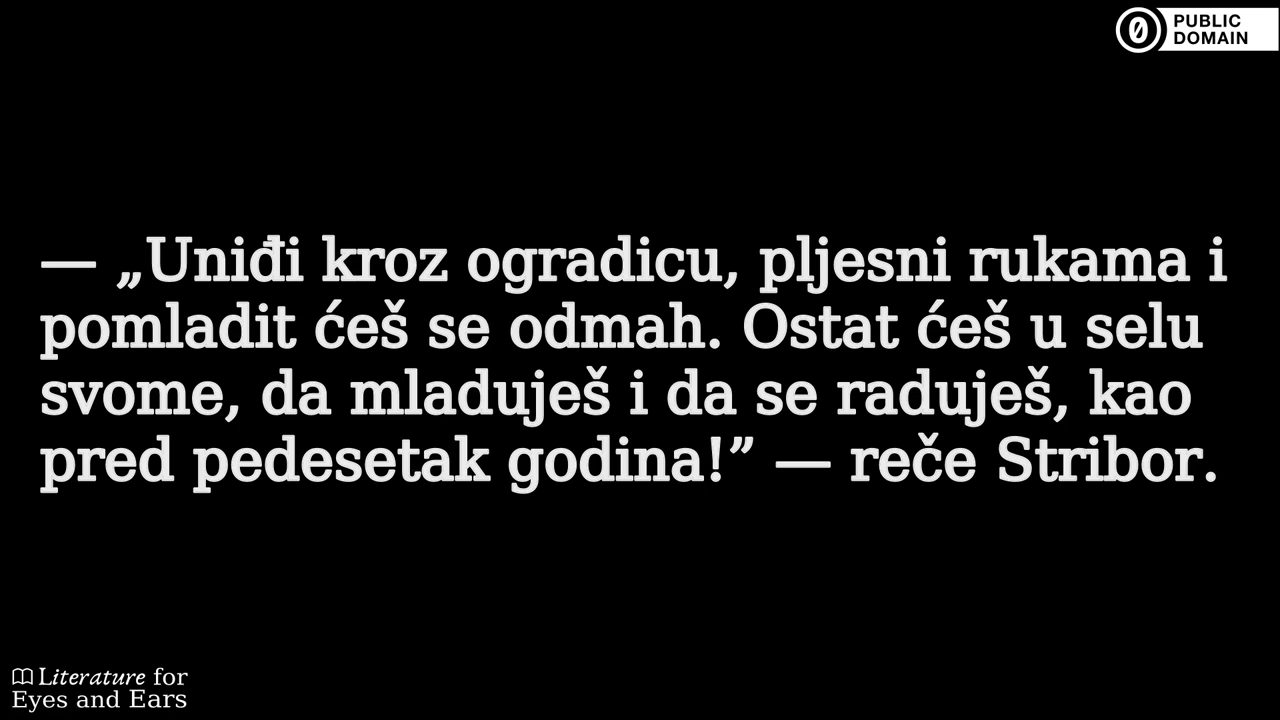 PUBLIC
DOMAIN
— „Uniđi kroz ogradicu, pljesni rukama i
pomladit ćeš se odmah. Ostat ćeš u selu
svome, da mladuješ i da se raduješ, kao
pred pedesetak godina!” — reče Stribor.
Literature for
Eyes and Ears